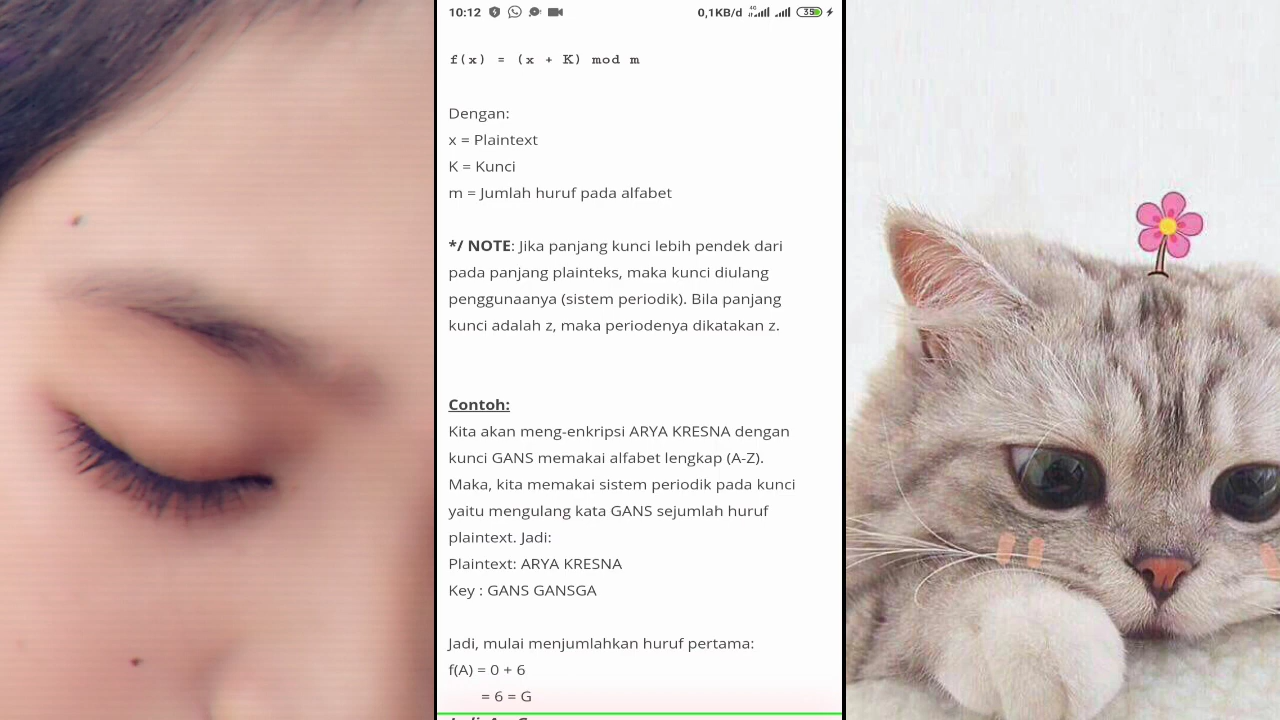 10:12 0,1KB/d 4G 35
f(x) = (x + K) mod m
Dengan:
x = Plaintext
K = Kunci
m = Jumlah huruf pada alfabet
*/ NOTE: Jika panjang kunci lebih pendek dari
pada panjang plainteks, maka kunci diulang
penggunaanya (sistem periodik). Bila panjang
kunci adalah z, maka periodenya dikatakan z.
Contoh:
Kita akan meng-enkripsi ARYA KRESNA dengan
kunci GANS memakai alfabet lengkap (A-Z).
Maka, kita memakai sistem periodik pada kunci
yaitu mengulang kata GANS sejumlah huruf
plaintext. Jadi:
Plaintext: ARYA KRESNA
Key : GANS GANSGA
Jadi, mulai menjumlahkan huruf pertama:
f(A) = 0 + 6
= 6 = G